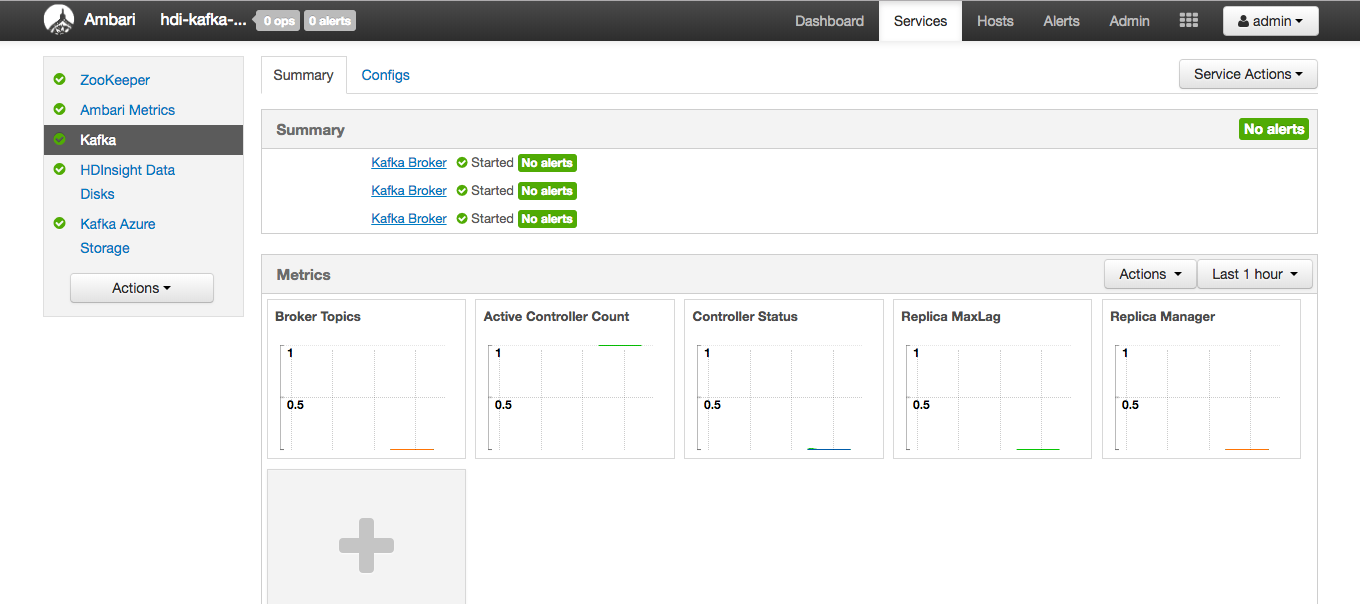 Ambari hdi-kafka-... 0 ops 0 alerts Dashboard Services Hosts Alerts Admin admin
ZooKeeper
Ambari Metrics
Kafka
HDInsight Data
Disks
Kafka Azure
Storage
Actions
Summary Configs Service Actions
Summary No alerts
Kafka Broker Started No alerts
Kafka Broker Started No alerts
Kafka Broker Started No alerts
Metrics Actions Last 1 hour
Broker Topics Active Controller Count Controller Status Replica MaxLag Replica Manager
1 1 1 1 1
0.5 0.5 0.5 0.5 0.5